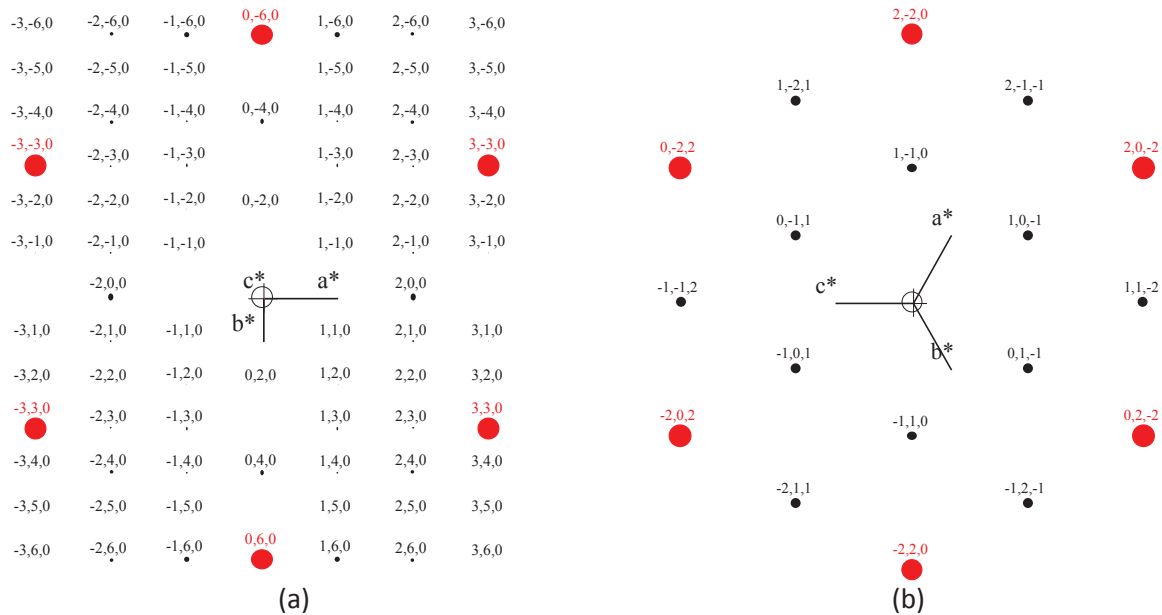 -3,-6,0 -2,-6,0 -1,-6,0 0,-6,0 1,-6,0 2,-6,0 3,-6,0
-3,-5,0 -2,-5,0 -1,-5,0 1,-5,0 2,-5,0 3,-5,0
-3,-4,0 -2,-4,0 -1,-4,0 0,-4,0 1,-4,0 2,-4,0 3,-4,0
-3,-3,0 -2,-3,0 -1,-3,0 1,-3,0 2,-3,0 3,-3,0
-3,-2,0 -2,-2,0 -1,-2,0 0,-2,0 1,-2,0 2,-2,0 3,-2,0
-3,-1,0 -2,-1,0 -1,-1,0 1,-1,0 2,-1,0 3,-1,0
-2,0,0 c* a* 2,0,0
b*
-3,1,0 -2,1,0 -1,1,0 1,1,0 2,1,0 3,1,0
-3,2,0 -2,2,0 -1,2,0 0,2,0 1,2,0 2,2,0 3,2,0
-3,3,0 -2,3,0 -1,3,0 1,3,0 2,3,0 3,3,0
-3,4,0 -2,4,0 -1,4,0 0,4,0 1,4,0 2,4,0 3,4,0
-3,5,0 -2,5,0 -1,5,0 1,5,0 2,5,0 3,5,0
-3,6,0 -2,6,0 -1,6,0 0,6,0 1,6,0 2,6,0 3,6,0
(a)
2,-2,0
1,-2,1 2,-1,-1
0,-2,2 1,-1,0 2,0,-2
0,-1,1 a* 1,0,-1
-1,-1,2 c* 1,1,-2
-1,0,1 b* 0,1,-1
-2,0,2 -1,1,0 0,2,-2
-2,1,1 -1,2,-1
-2,2,0
(b)